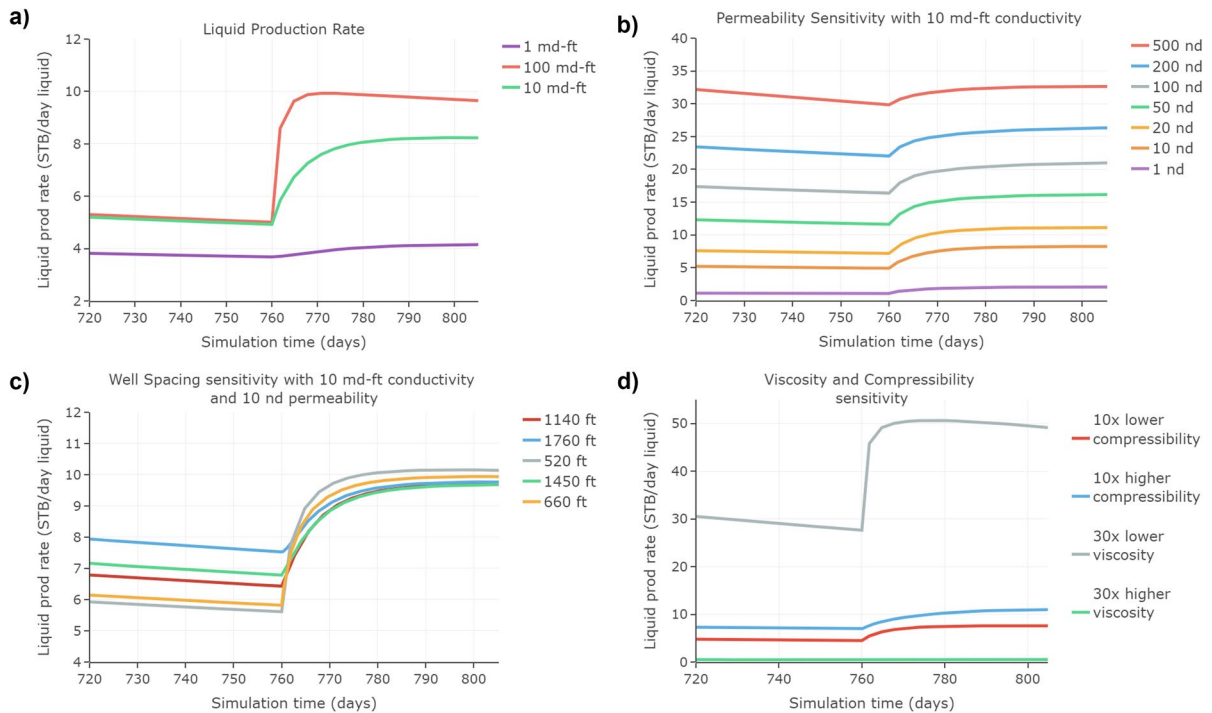 a)
Liquid Production Rate
Liquid prod rate (STB/day liquid)
12
10
8
6
4
2
720 730 740 750 760 770 780 790 800
Simulation time (days)
1 md-ft
100 md-ft
10 md-ft
b)
Permeability Sensitivity with 10 md-ft conductivity
Liquid prod rate (STB/day liquid)
40
35
30
25
20
15
10
5
0
720 730 740 750 760 770 780 790 800
Simulation time (days)
500 nd
200 nd
100 nd
50 nd
20 nd
10 nd
1 nd
c)
Well Spacing sensitivity with 10 md-ft conductivity
and 10 nd permeability
Liquid prod rate (STB/day liquid)
12
11
10
9
8
7
6
5
4
720 730 740 750 760 770 780 790 800
Simulation time (days)
1140 ft
1760 ft
520 ft
1450 ft
660 ft
d)
Viscosity and Compressibility
sensitivity
Liquid prod rate (STB/day liquid)
50
40
30
20
10
0
720 740 760 780 800
Simulation time (days)
10x lower
compressibility
10x higher
compressibility
30x lower
viscosity
30x higher
viscosity